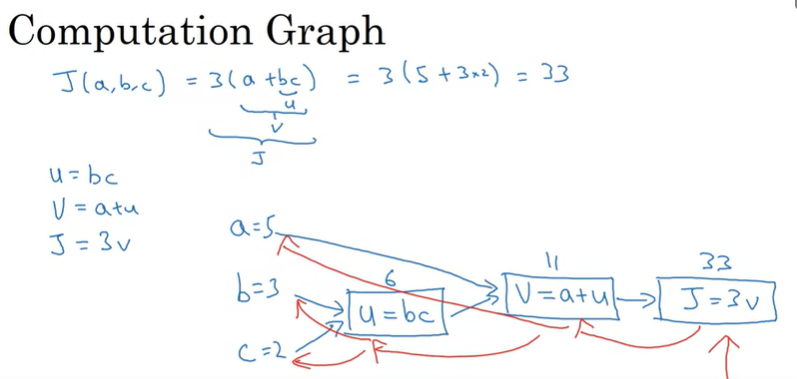 Computation Graph
J(a,b,c) = 3(a+bc) = 3(5+3×2) = 33
u
V
J
u = bc
V = a+u
J = 3v
a=5
11
33
b=3
6
V=a+u
J=3v
u=bc
c=2